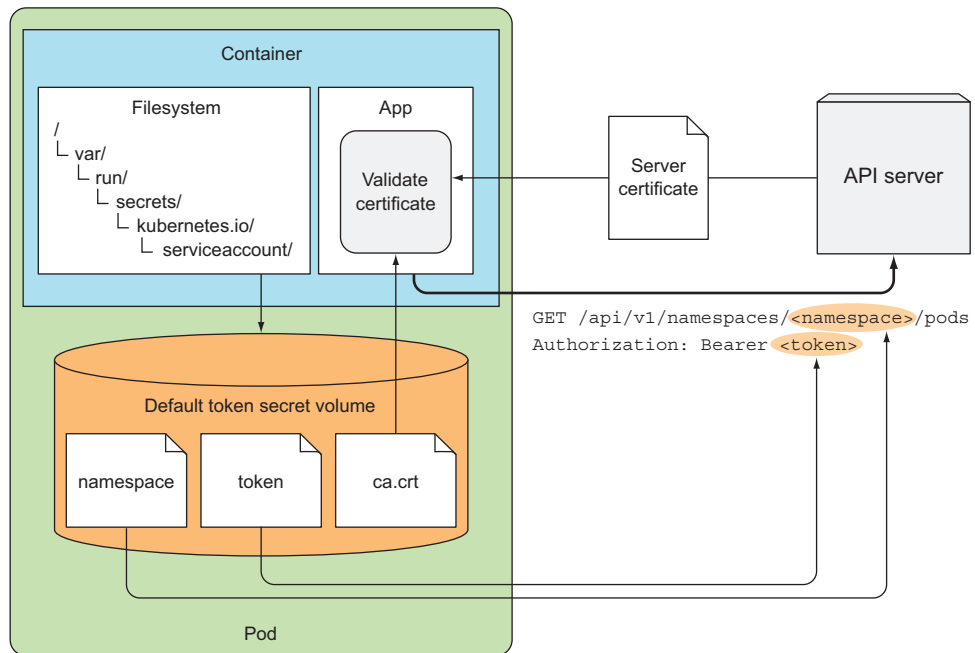 Container
Filesystem
/
var/
run/
secrets/
kubernetes.io/
serviceaccount/
App
Validate
certificate
Server
certificate
API server
GET /api/v1/namespaces/<namespace>/pods
Authorization: Bearer <token>
Default token secret volume
namespace
token
ca.crt
Pod